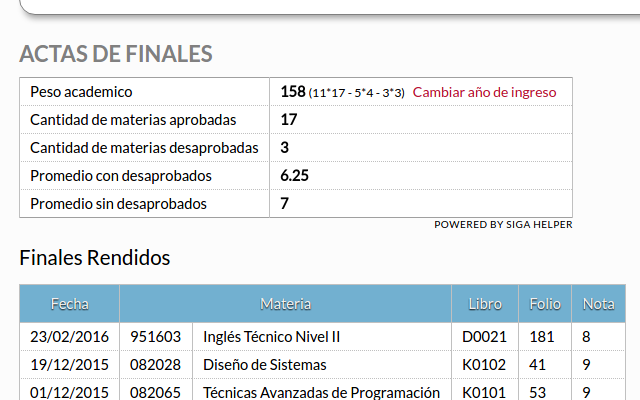 ACTAS DE FINALES
Peso academico 158 (11*17 - 5*4 - 3*3) Cambiar año de ingreso
Cantidad de materias aprobadas 17
Cantidad de materias desaprobadas 3
Promedio con desaprobados 6.25
Promedio sin desaprobados 7
POWERED BY SIGA HELPER
Finales Rendidos
Fecha Materia Libro Folio Nota
23/02/2016 951603 Inglés Técnico Nivel II D0021 181 8
19/12/2015 082028 Diseño de Sistemas K0102 41 9
01/12/2015 082065 Técnicas Avanzadas de Programación K0101 53 9